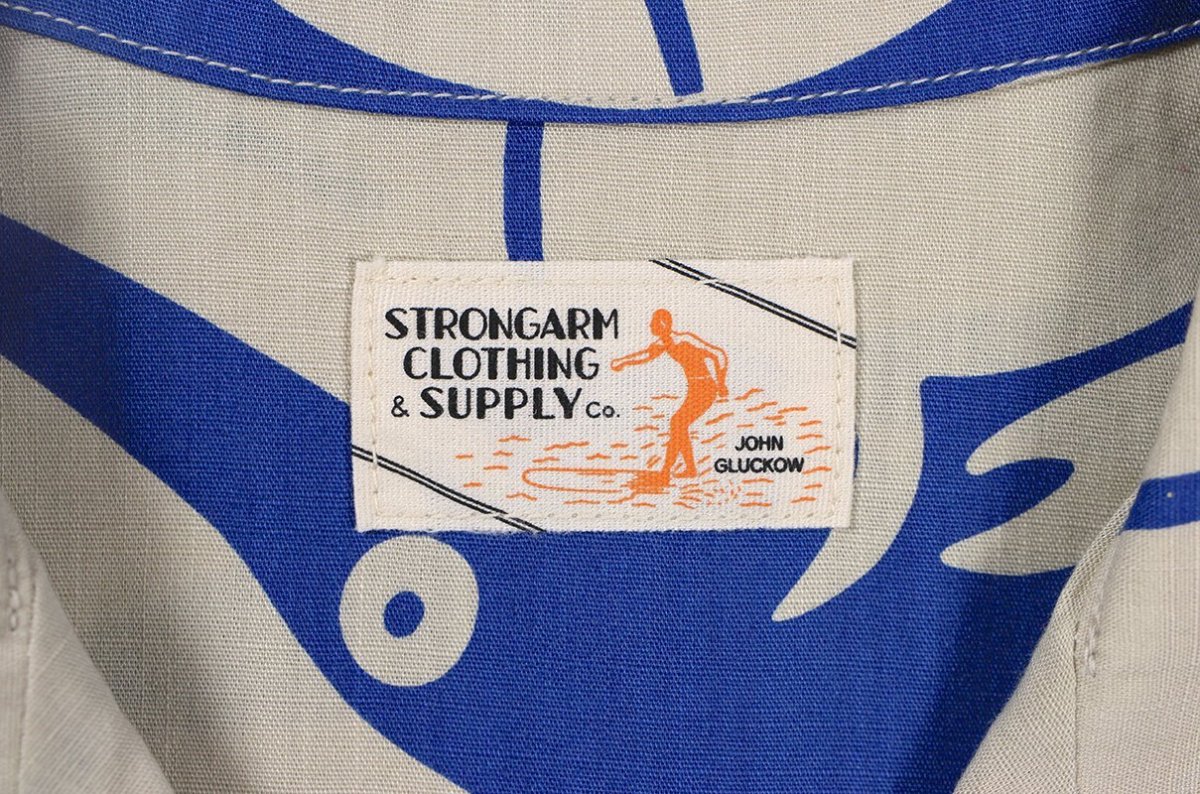 STRONGARM
CLOTHING
& SUPPLY Co.
JOHN
GLUCKOW